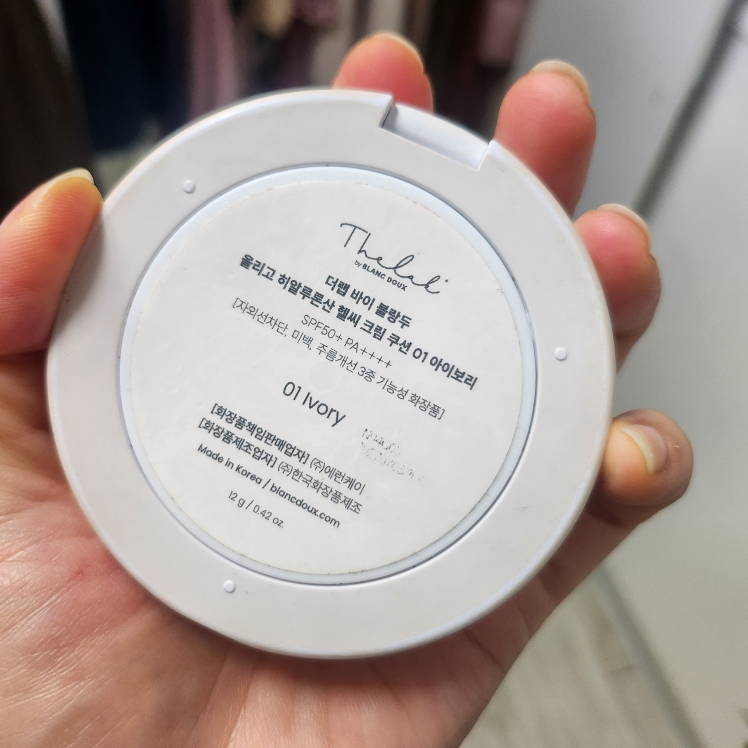 Thelab
by BLANC DOUX
더랩 바이 블랑두
올리고 히알루론산 헬씨 크림 쿠션 01 아이보리
SPF50+ PA++++
[자외선차단, 미백, 주름개선 3중 기능성 화장품]
01 Ivory
[화장품책임판매업자] (주)에런케이
[화장품제조업자] (주)한국화장품제조
Made in Korea / blancdoux.com
12 g / 0.42 oz.